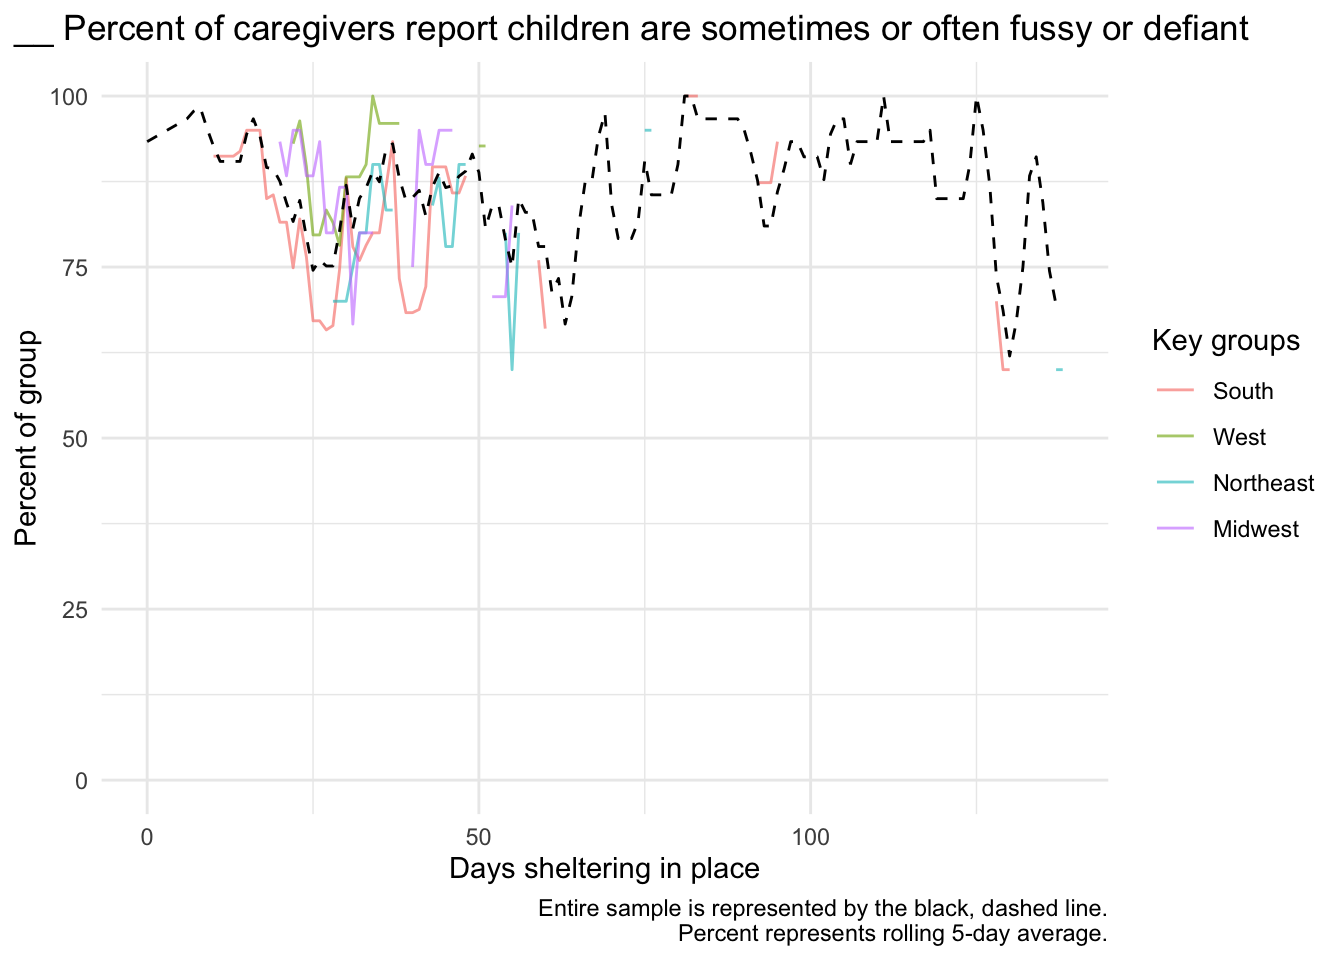 __ Percent of caregivers report children are sometimes or often fussy or defiant
100
75
50
25
0
Percent of group
0 50 100
Days sheltering in place
Key groups
South
West
Northeast
Midwest
Entire sample is represented by the black, dashed line.
Percent represents rolling 5-day average.